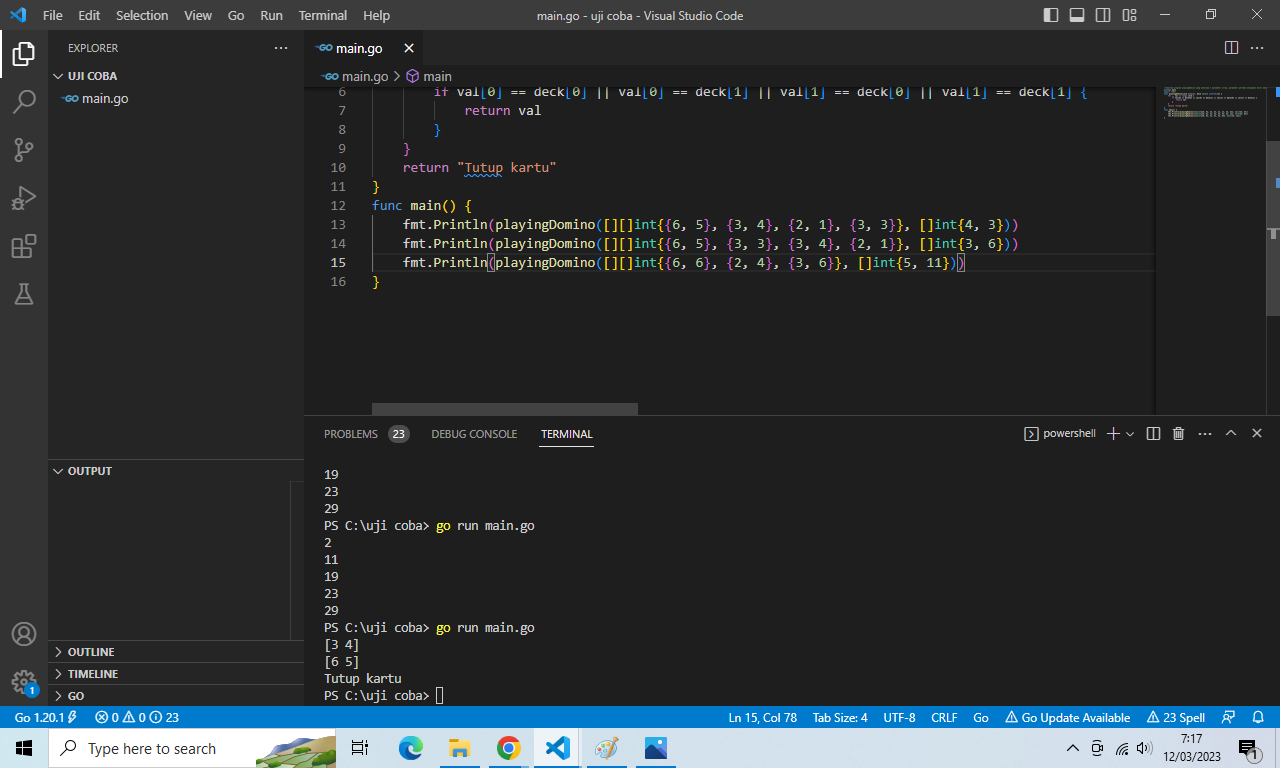 File Edit Selection View Go Run Terminal Help
main.go - uji coba - Visual Studio Code
EXPLORER
UJI COBA
main.go
OUTPUT
OUTLINE
TIMELINE
GO
1
main.go
main.go > main
6 if val[0] == deck[0] || val[0] == deck[1] || val[1] == deck[0] || val[1] == deck[1] {
7 return val
8 }
9 }
10 return "Tutup kartu"
11 }
12 func main() {
13 fmt.Println(playingDomino([][]int{{6, 5}, {3, 4}, {2, 1}, {3, 3}}, []int{4, 3}))
14 fmt.Println(playingDomino([][]int{{6, 5}, {3, 3}, {3, 4}, {2, 1}}, []int{3, 6}))
15 fmt.Println(playingDomino([][]int{{6, 6}, {2, 4}, {3, 6}}, []int{5, 11}))
16 }
PROBLEMS 23 DEBUG CONSOLE TERMINAL
powershell
19
23
29
PS C:\uji coba> go run main.go
2
11
19
23
29
PS C:\uji coba> go run main.go
[3 4]
[6 5]
Tutup kartu
PS C:\uji coba>
Go 1.20.1 0 0 23
Ln 15, Col 78 Tab Size: 4 UTF-8 CRLF Go Go Update Available 23 Spell
Type here to search
7:17
12/03/2023
1